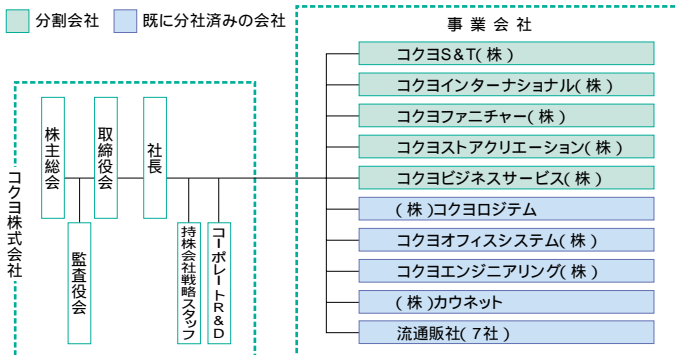 分割会社
既に分社済みの会社
事業会社
コクヨS&T(株)
コクヨインターナショナル(株)
コクヨファニチャー(株)
コクヨストアクリエーション(株)
コクヨビジネスサービス(株)
(株)コクヨロジテム
コクヨオフィスシステム(株)
コクヨエンジニアリング(株)
(株)カウネット
流通販社(7社)
コクヨ株式会社
株主総会
監査役会
取締役会
社長
持株会社戦略スタッフ
コーポレートR&D